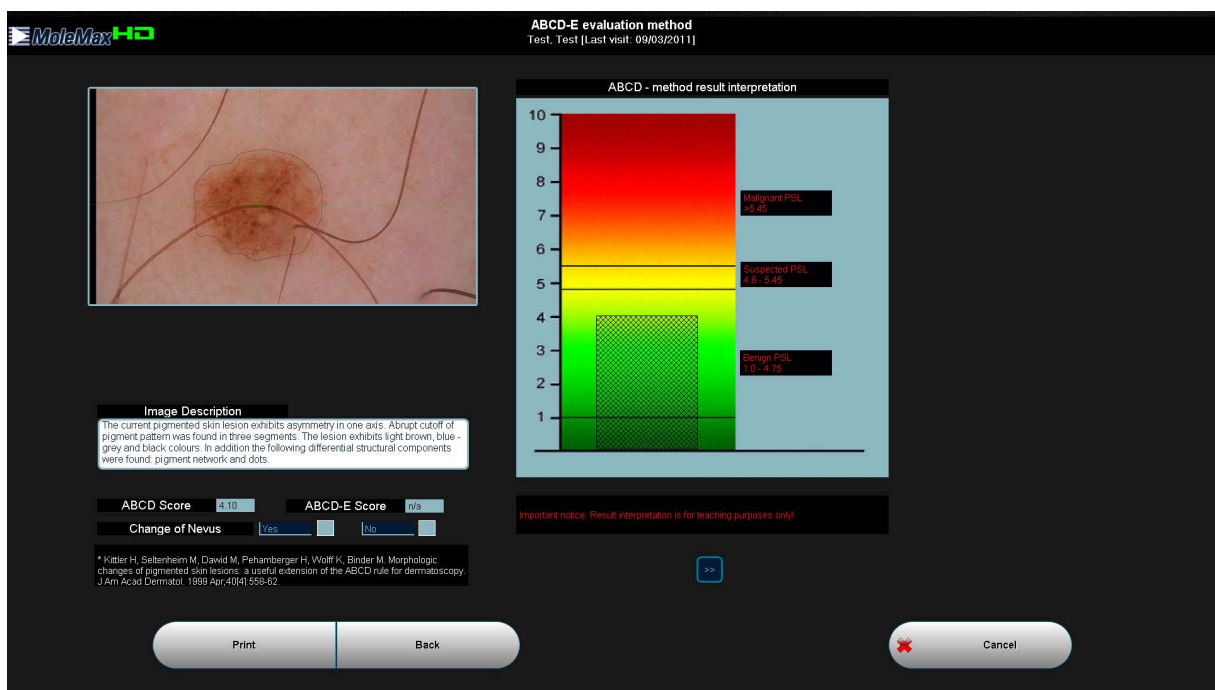 MoleMax HD
ABCD-E evaluation method
Test, Test [Last visit: 09/03/2011]
ABCD - method result interpretation
10
9
8
7
6
5
4
3
2
1
Malignant PSL
>5.45
Suspected PSL
4.8 - 5.45
Benign PSL
1.0 - 4.75
Image Description
The current pigmented skin lesion exhibits asymmetry in one axis. Abrupt cutoff of
pigment pattern was found in three segments. The lesion exhibits light brown, blue -
grey and black colours. In addition the following differential structural components
were found: pigment network and dots.
ABCD Score 4.10 ABCD-E Score n/a
Change of Nevus Yes No
* Kittler H, Seltenheim M, Dawid M, Pehamberger H, Wolff K, Binder M. Morphologic
changes of pigmented skin lesions: a useful extension of the ABCD rule for dermatoscopy.
J Am Acad Dermatol. 1999 Apr;40[4]:558-62.
Important notice: Result interpretation is for teaching purposes only!
>>
Print
Back
Cancel